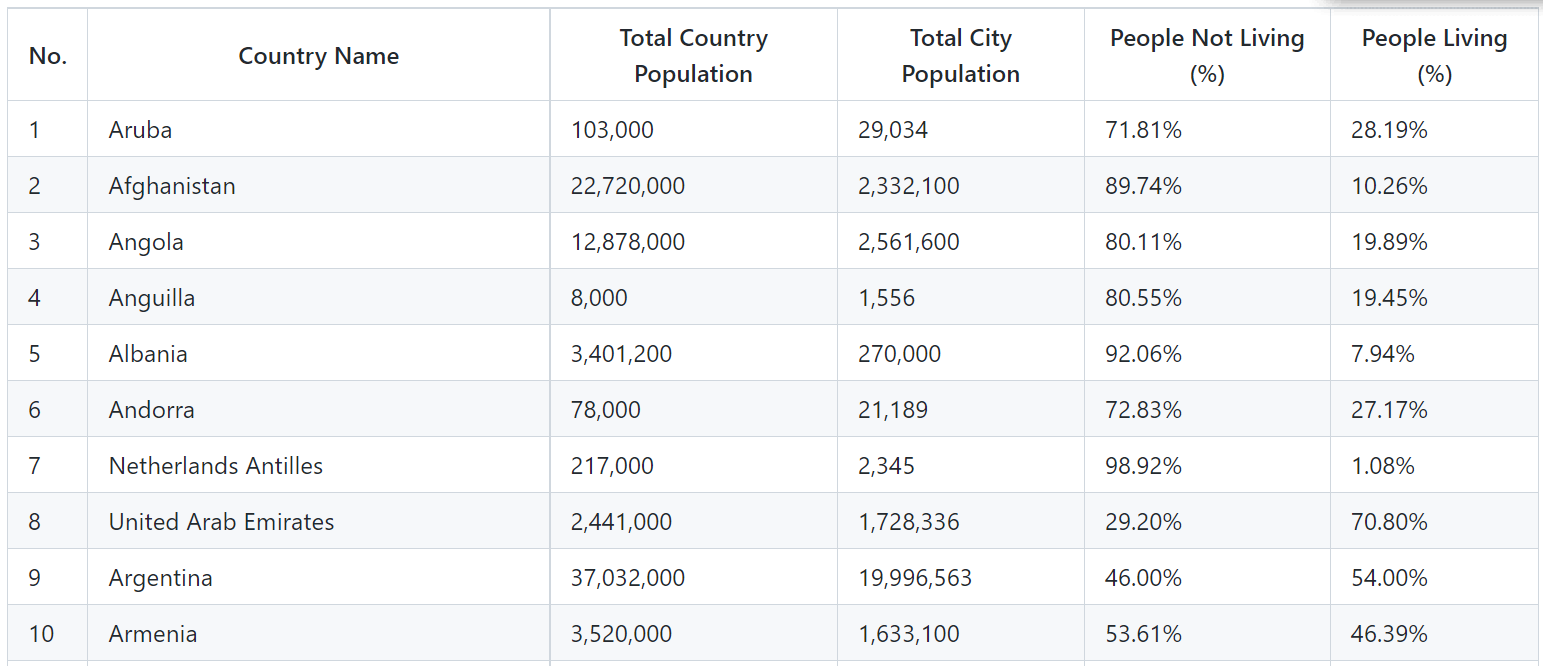 No. Country Name Total Country Population Total City Population People Not Living (%) People Living (%)
1 Aruba 103,000 29,034 71.81% 28.19%
2 Afghanistan 22,720,000 2,332,100 89.74% 10.26%
3 Angola 12,878,000 2,561,600 80.11% 19.89%
4 Anguilla 8,000 1,556 80.55% 19.45%
5 Albania 3,401,200 270,000 92.06% 7.94%
6 Andorra 78,000 21,189 72.83% 27.17%
7 Netherlands Antilles 217,000 2,345 98.92% 1.08%
8 United Arab Emirates 2,441,000 1,728,336 29.20% 70.80%
9 Argentina 37,032,000 19,996,563 46.00% 54.00%
10 Armenia 3,520,000 1,633,100 53.61% 46.39%